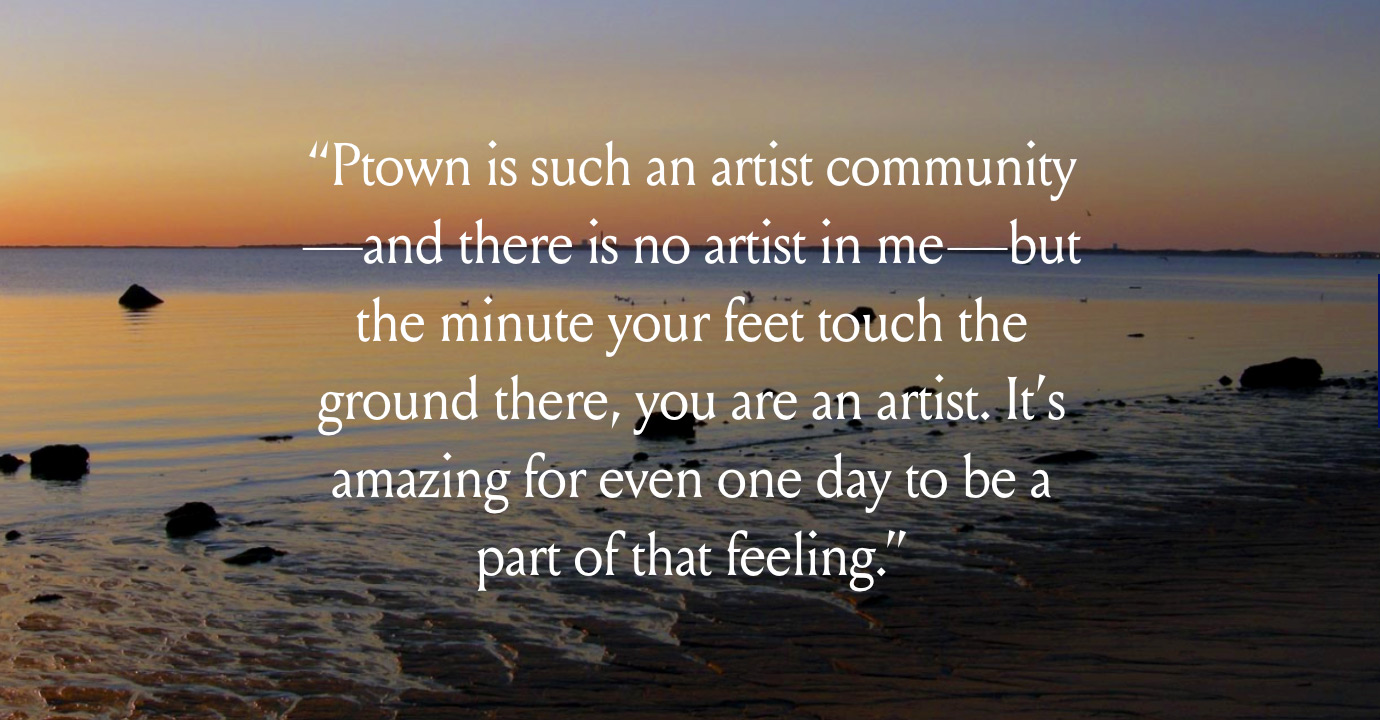 “Ptown is such an artist community
—and there is no artist in me—but
the minute your feet touch the
ground there, you are an artist. It's
amazing for even one day to be a
part of that feeling.”